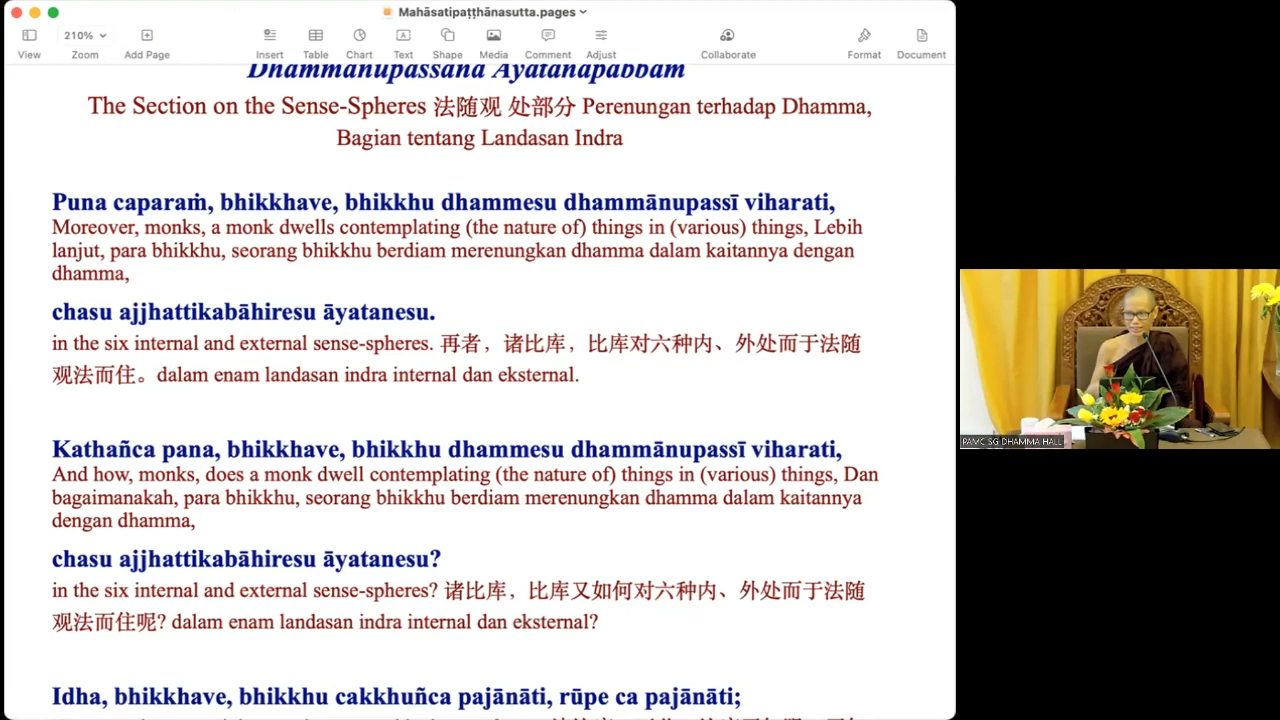 Mahāsatipaṭṭhānasutta.pages
210%
View
Zoom
Add Page
Insert
Table
Chart
Text
Shape
Media
Comment
Adjust
Collaborate
Format
Document
Dhammānupassanā Āyatanapabbaṁ
The Section on the Sense-Spheres 法随观 处部分 Perenungan terhadap Dhamma,
Bagian tentang Landasan Indra
Puna caparaṁ, bhikkhave, bhikkhu dhammesu dhammānupassī viharati,
Moreover, monks, a monk dwells contemplating (the nature of) things in (various) things, Lebih
lanjut, para bhikkhu, seorang bhikkhu berdiam merenungkan dhamma dalam kaitannya dengan
dhamma,
chasu ajjhattikabāhiresu āyatanesu.
in the six internal and external sense-spheres. 再者，诸比库，比库对六种内、外处而于法随
观法而住。dalam enam landasan indra internal dan eksternal.
Kathañca pana, bhikkhave, bhikkhu dhammesu dhammānupassī viharati,
And how, monks, does a monk dwell contemplating (the nature of) things in (various) things, Dan
bagaimanakah, para bhikkhu, seorang bhikkhu berdiam merenungkan dhamma dalam kaitannya
dengan dhamma,
chasu ajjhattikabāhiresu āyatanesu?
in the six internal and external sense-spheres? 诸比库，比库又如何对六种内、外处而于法随
观法而住呢? dalam enam landasan indra internal dan eksternal?
Idha, bhikkhave, bhikkhu cakkhuñca pajānāti, rūpe ca pajānāti;
PAMC SG DHAMMA HALL